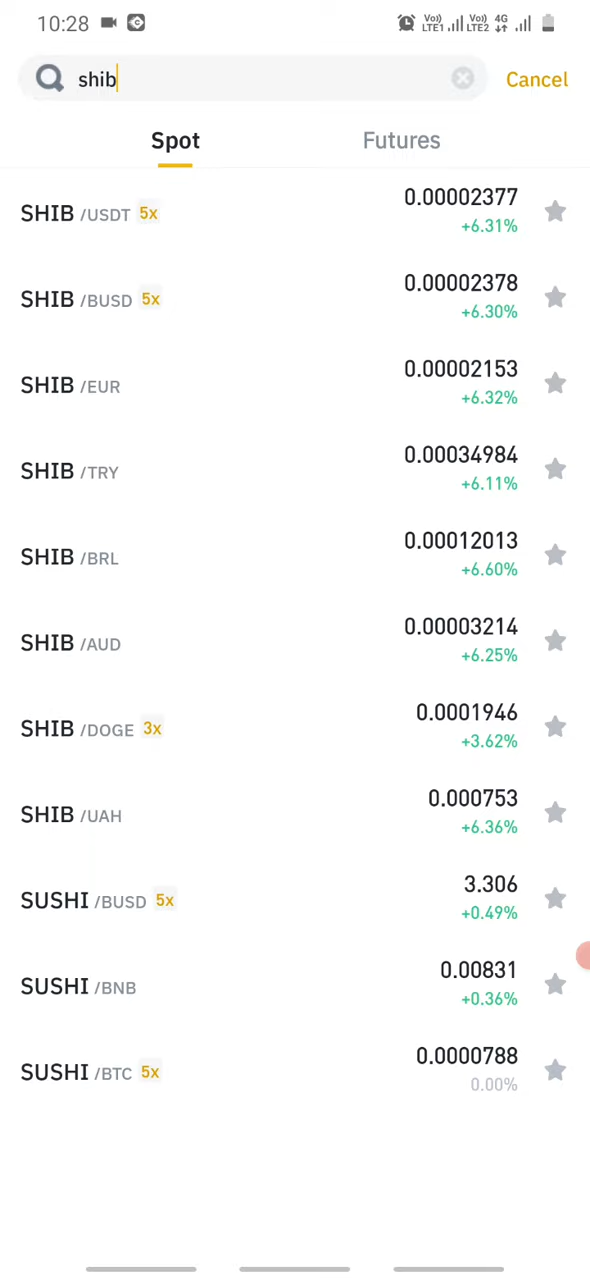 10:28 Vo) LTE1 Vo) LTE2 4G
shib Cancel
Spot Futures
SHIB /USDT 5x 0.00002377
+6.31%
SHIB /BUSD 5x 0.00002378
+6.30%
SHIB /EUR 0.00002153
+6.32%
SHIB /TRY 0.00034984
+6.11%
SHIB /BRL 0.00012013
+6.60%
SHIB /AUD 0.00003214
+6.25%
SHIB /DOGE 3x 0.0001946
+3.62%
SHIB /UAH 0.000753
+6.36%
SUSHI /BUSD 5x 3.306
+0.49%
SUSHI /BNB 0.00831
+0.36%
SUSHI /BTC 5x 0.0000788
0.00%